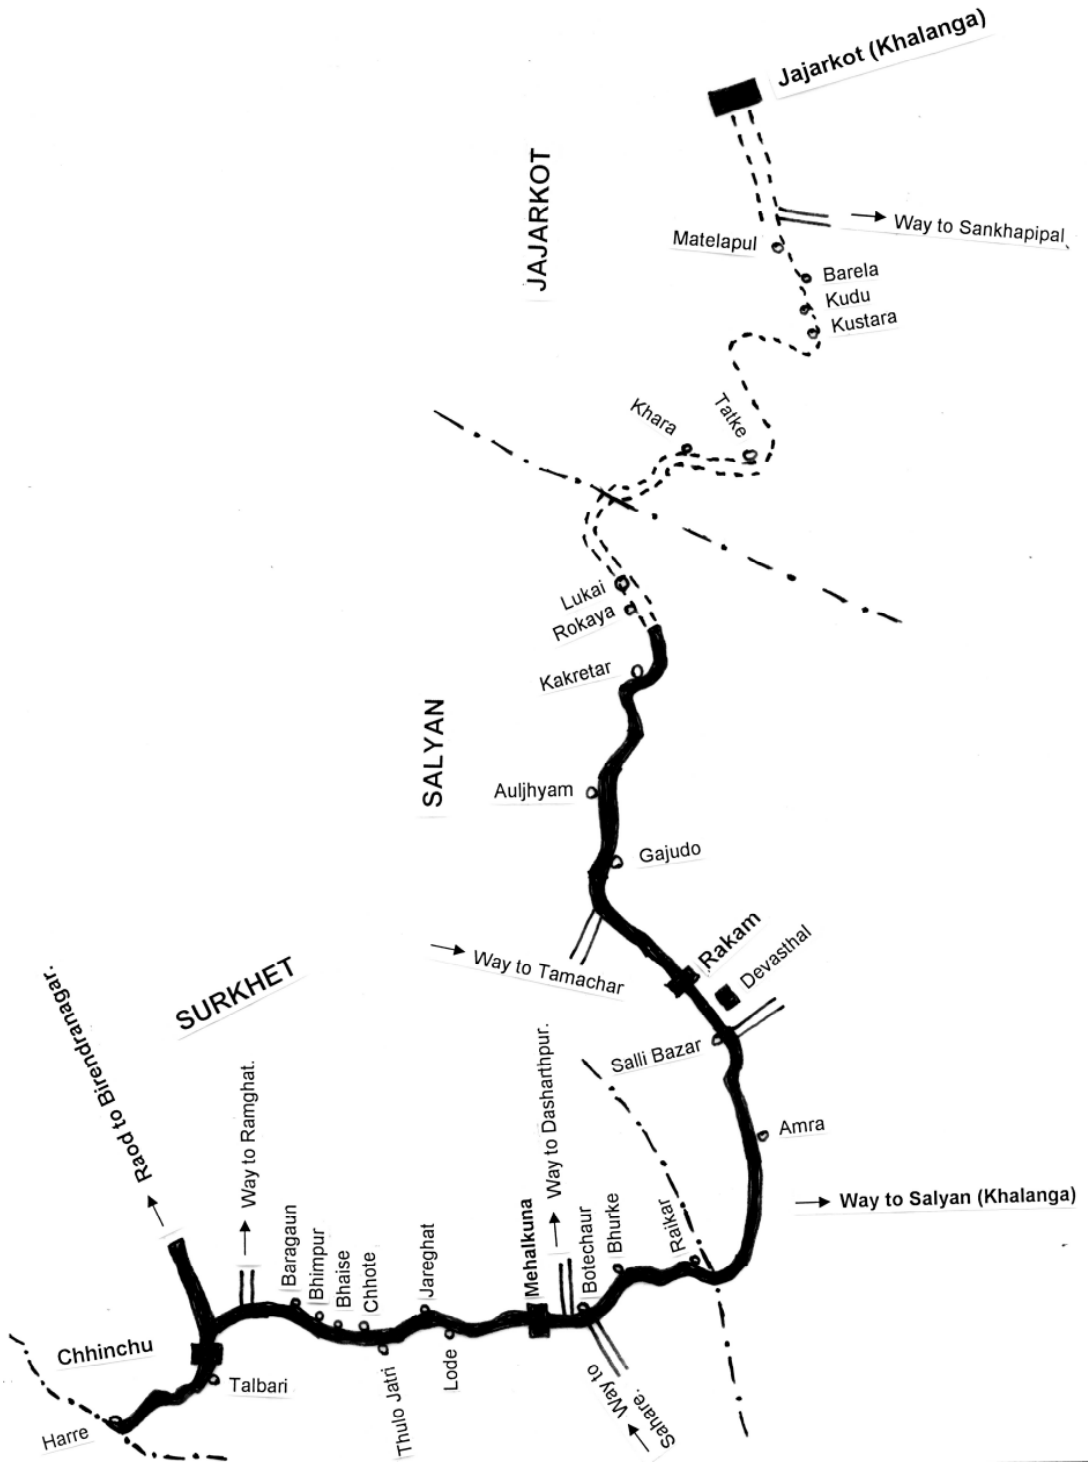 Jajarkot (Khalanga)
JAJARKOT
Way to Sankhapipal
Matelapul
Barela
Kudu
Kustara
Khara
Tatke
Lukai
Rokaya
Kakretar
SALYAN
Auljhyam
Gajudo
Rakam
Devasthal
Way to Tamachar
SURKHET
Raod to Birendranagar.
Salli Bazar
Way to Ramghat.
Way to Dasharthpur.
Amra
Way to Salyan (Khalanga)
Baragaun
Bhimpur
Bhaise
Chhote
Jareghat
Mehalkuna
Botechaur
Bhurke
Raikar
Chhinchu
Talbari
Thulo Jatri
Lode
Way to
Sahare.
Harre